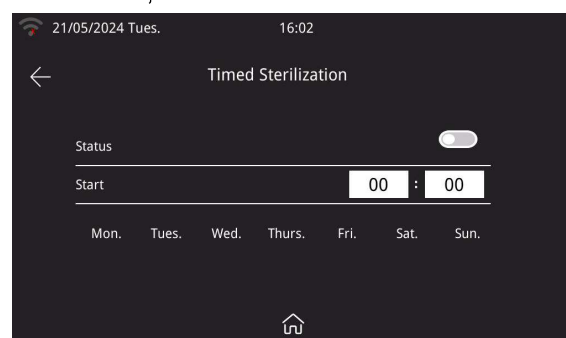 21/05/2024 Tues. 16:02
Timed Sterilization
Status
Start 00 : 00
Mon. Tues. Wed. Thurs. Fri. Sat. Sun.